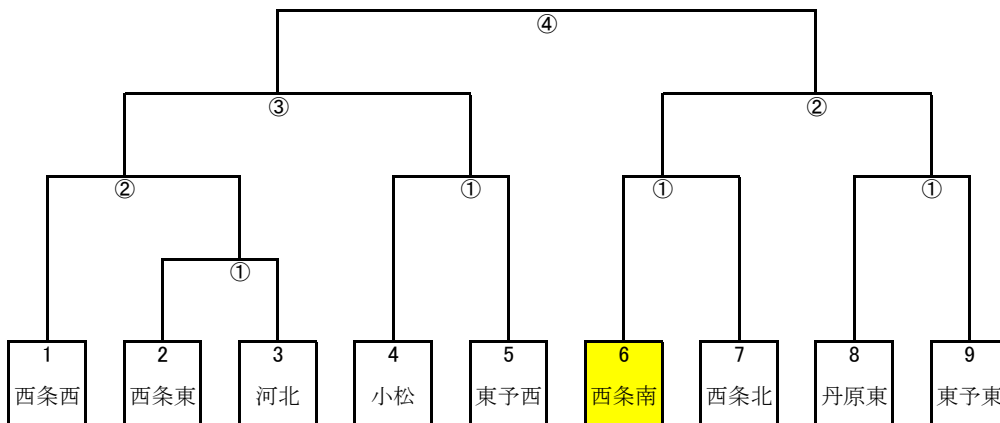 ④
③ ②
② ① ① ①
①
1 2 3 4 5 6 7 8 9
西条西 西条東 河北 小松 東予西 西条南 西条北 丹原東 東予東